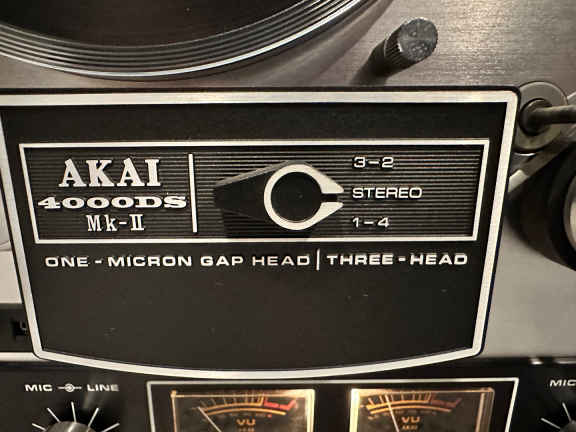 AKAI
4000DS
Mk-II
3-2
STEREO
1-4
ONE-MICRON GAP HEAD | THREE-HEAD
MIC LINE
MIC
VU
VU